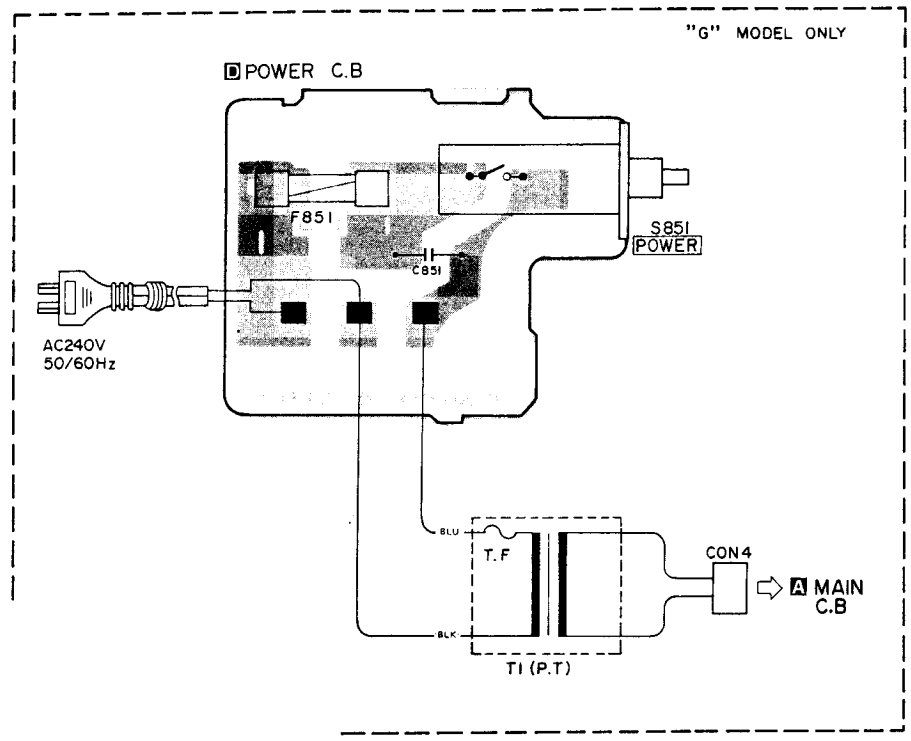 "G" MODEL ONLY
D POWER C.B
F851
C851
S851
POWER
AC240V
50/60Hz
BLU
T.F
BLK
T1 (P.T)
CON4
A MAIN
C.B